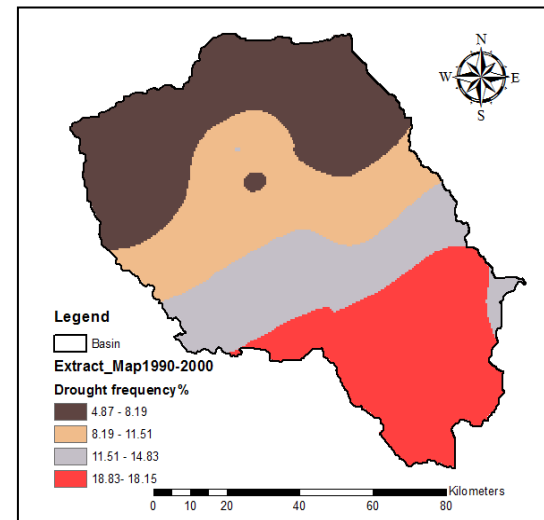 N
W E
S
Legend
Basin
Extract_Map1990-2000
Drought frequency%
4.87 - 8.19
8.19 - 11.51
11.51 - 14.83
18.83- 18.15
Kilometers
0 10 20 40 60 80